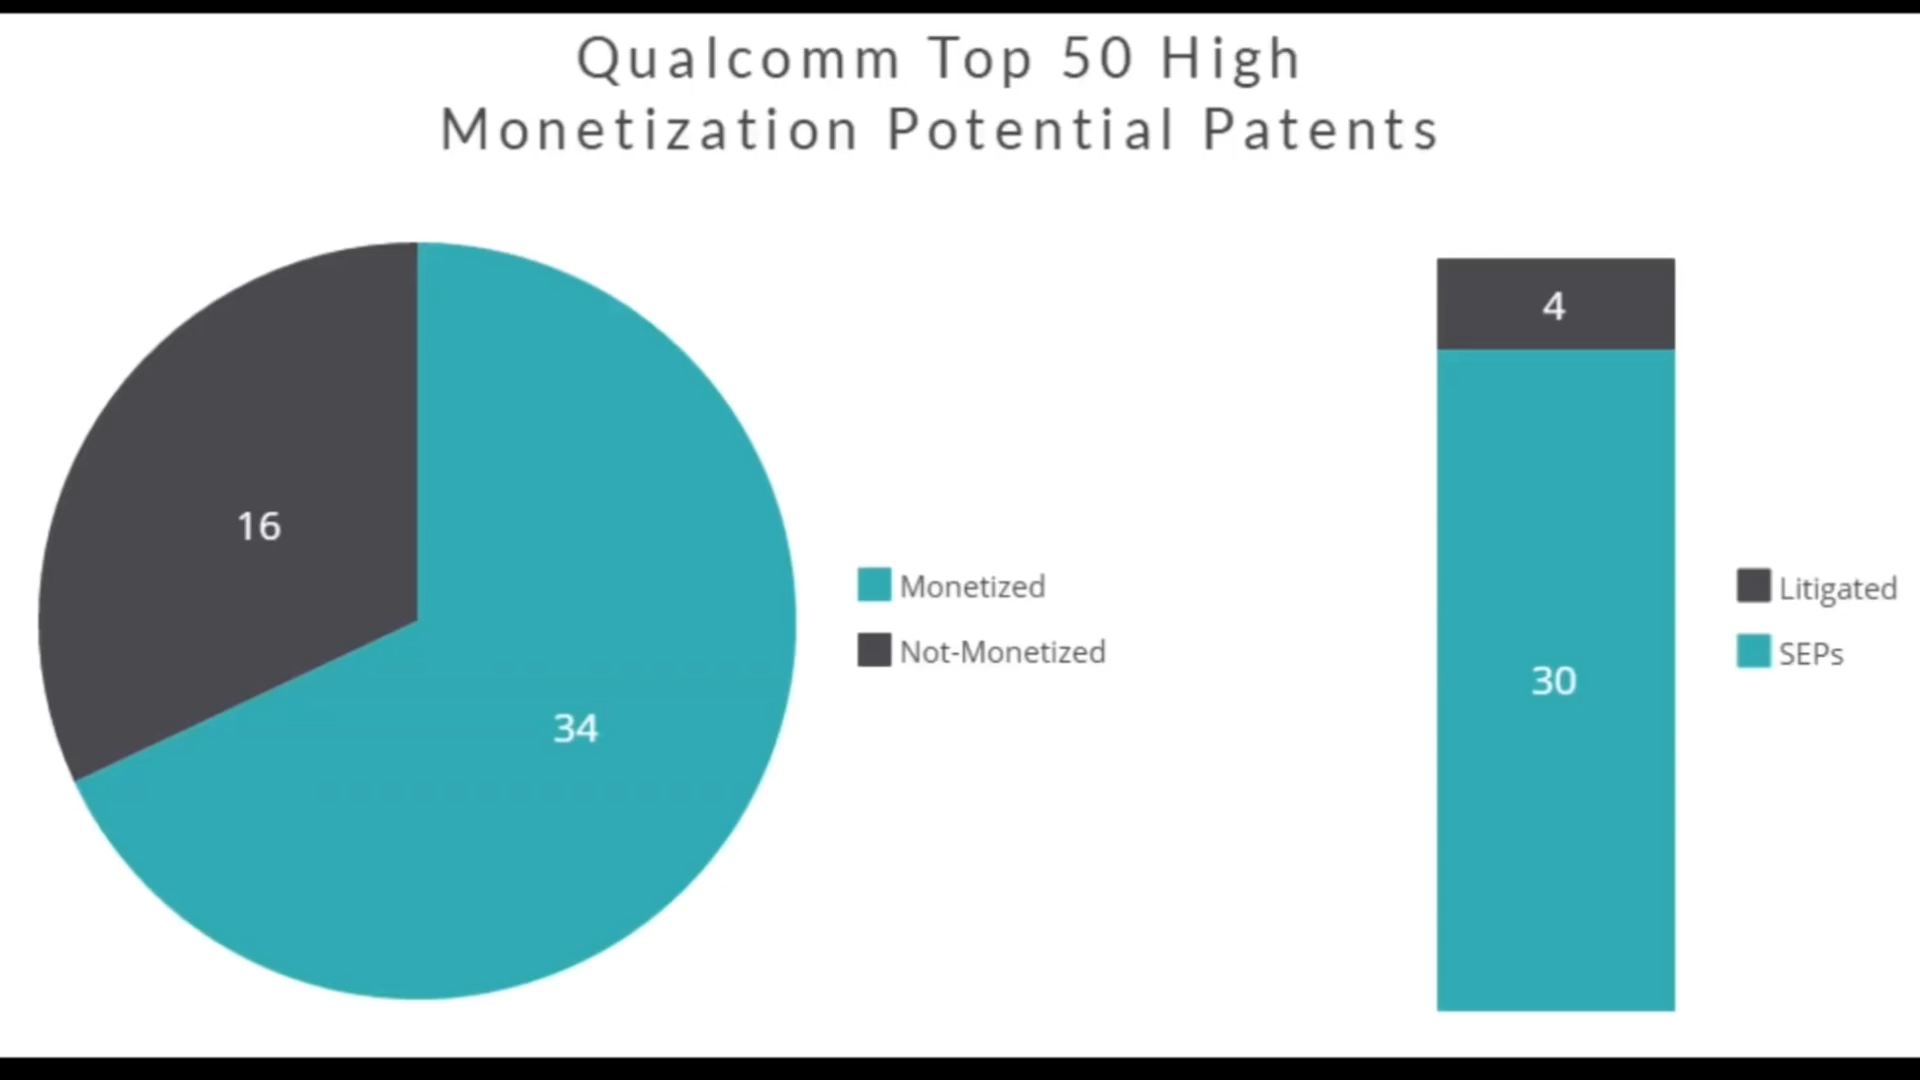 Qualcomm Top 50 High
Monetization Potential Patents
16
34
Monetized
Not-Monetized
4
30
Litigated
SEPs